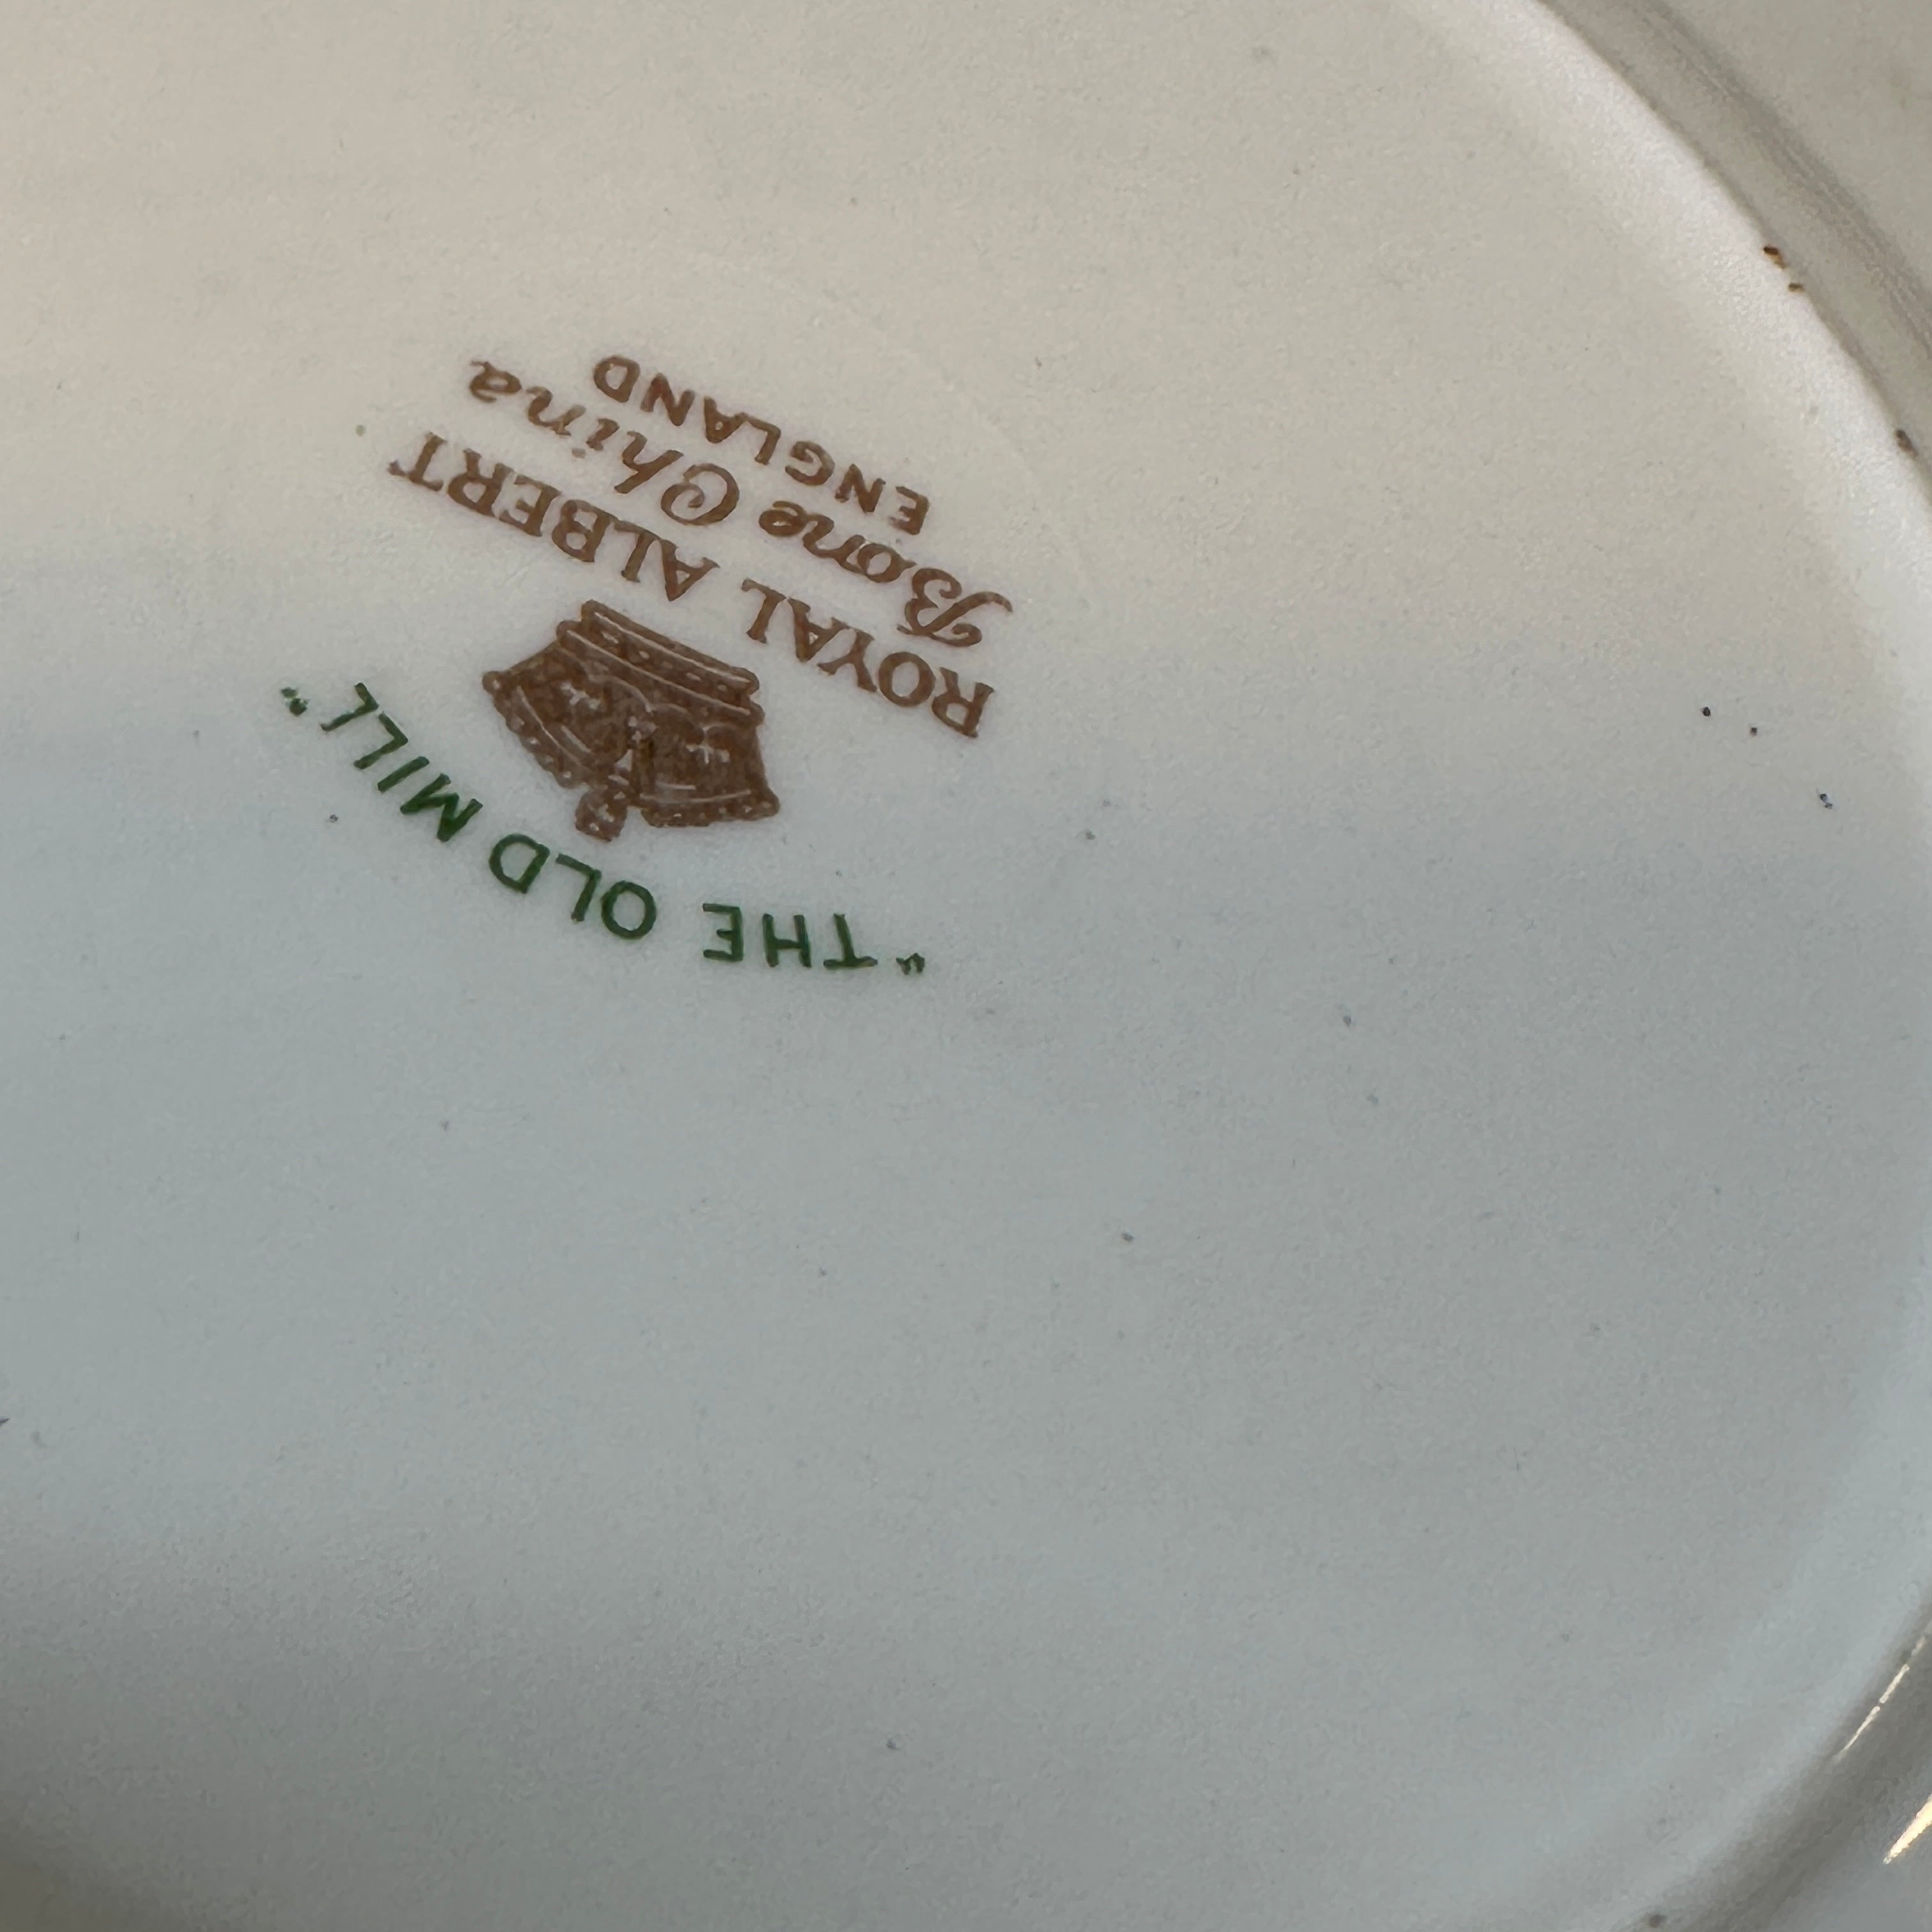 "THE OLD MILL"
ROYAL ALBERT
Bone China
ENGLAND